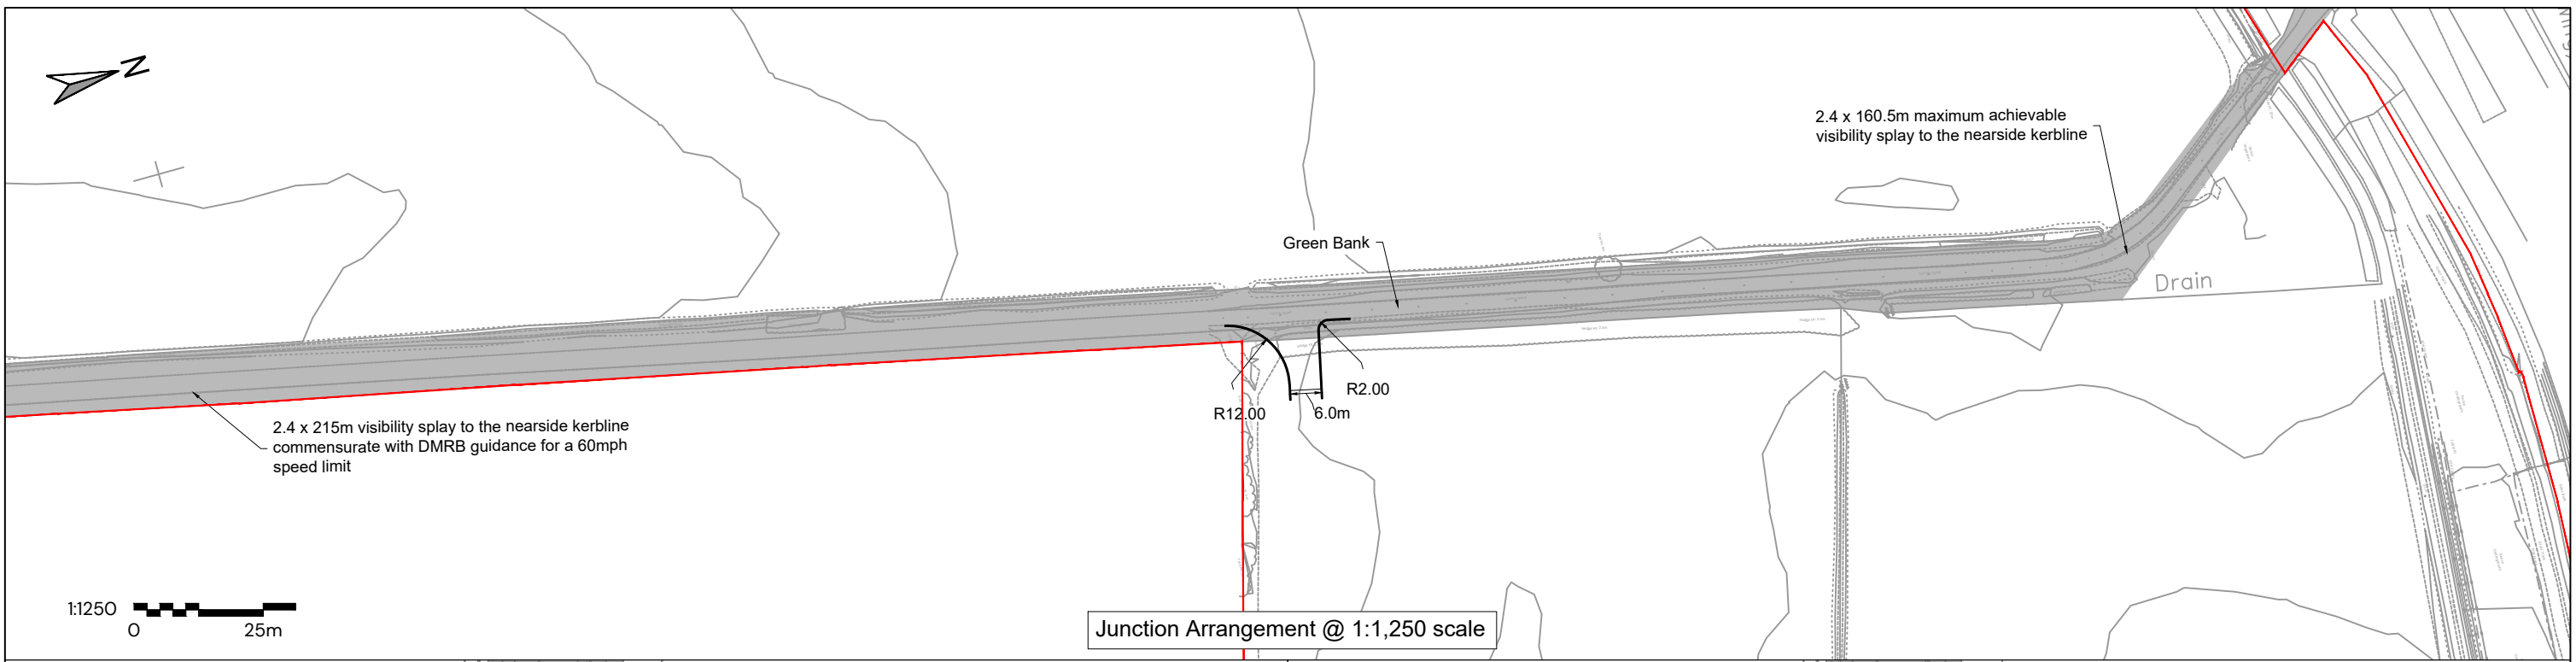 N
2.4 x 160.5m maximum achievable
visibility splay to the nearside kerbline
Green Bank
Drain
R2.00
R12.00
6.0m
2.4 x 215m visibility splay to the nearside kerbline
commensurate with DMRB guidance for a 60mph
speed limit
1:1250
0
25m
Junction Arrangement @ 1:1,250 scale